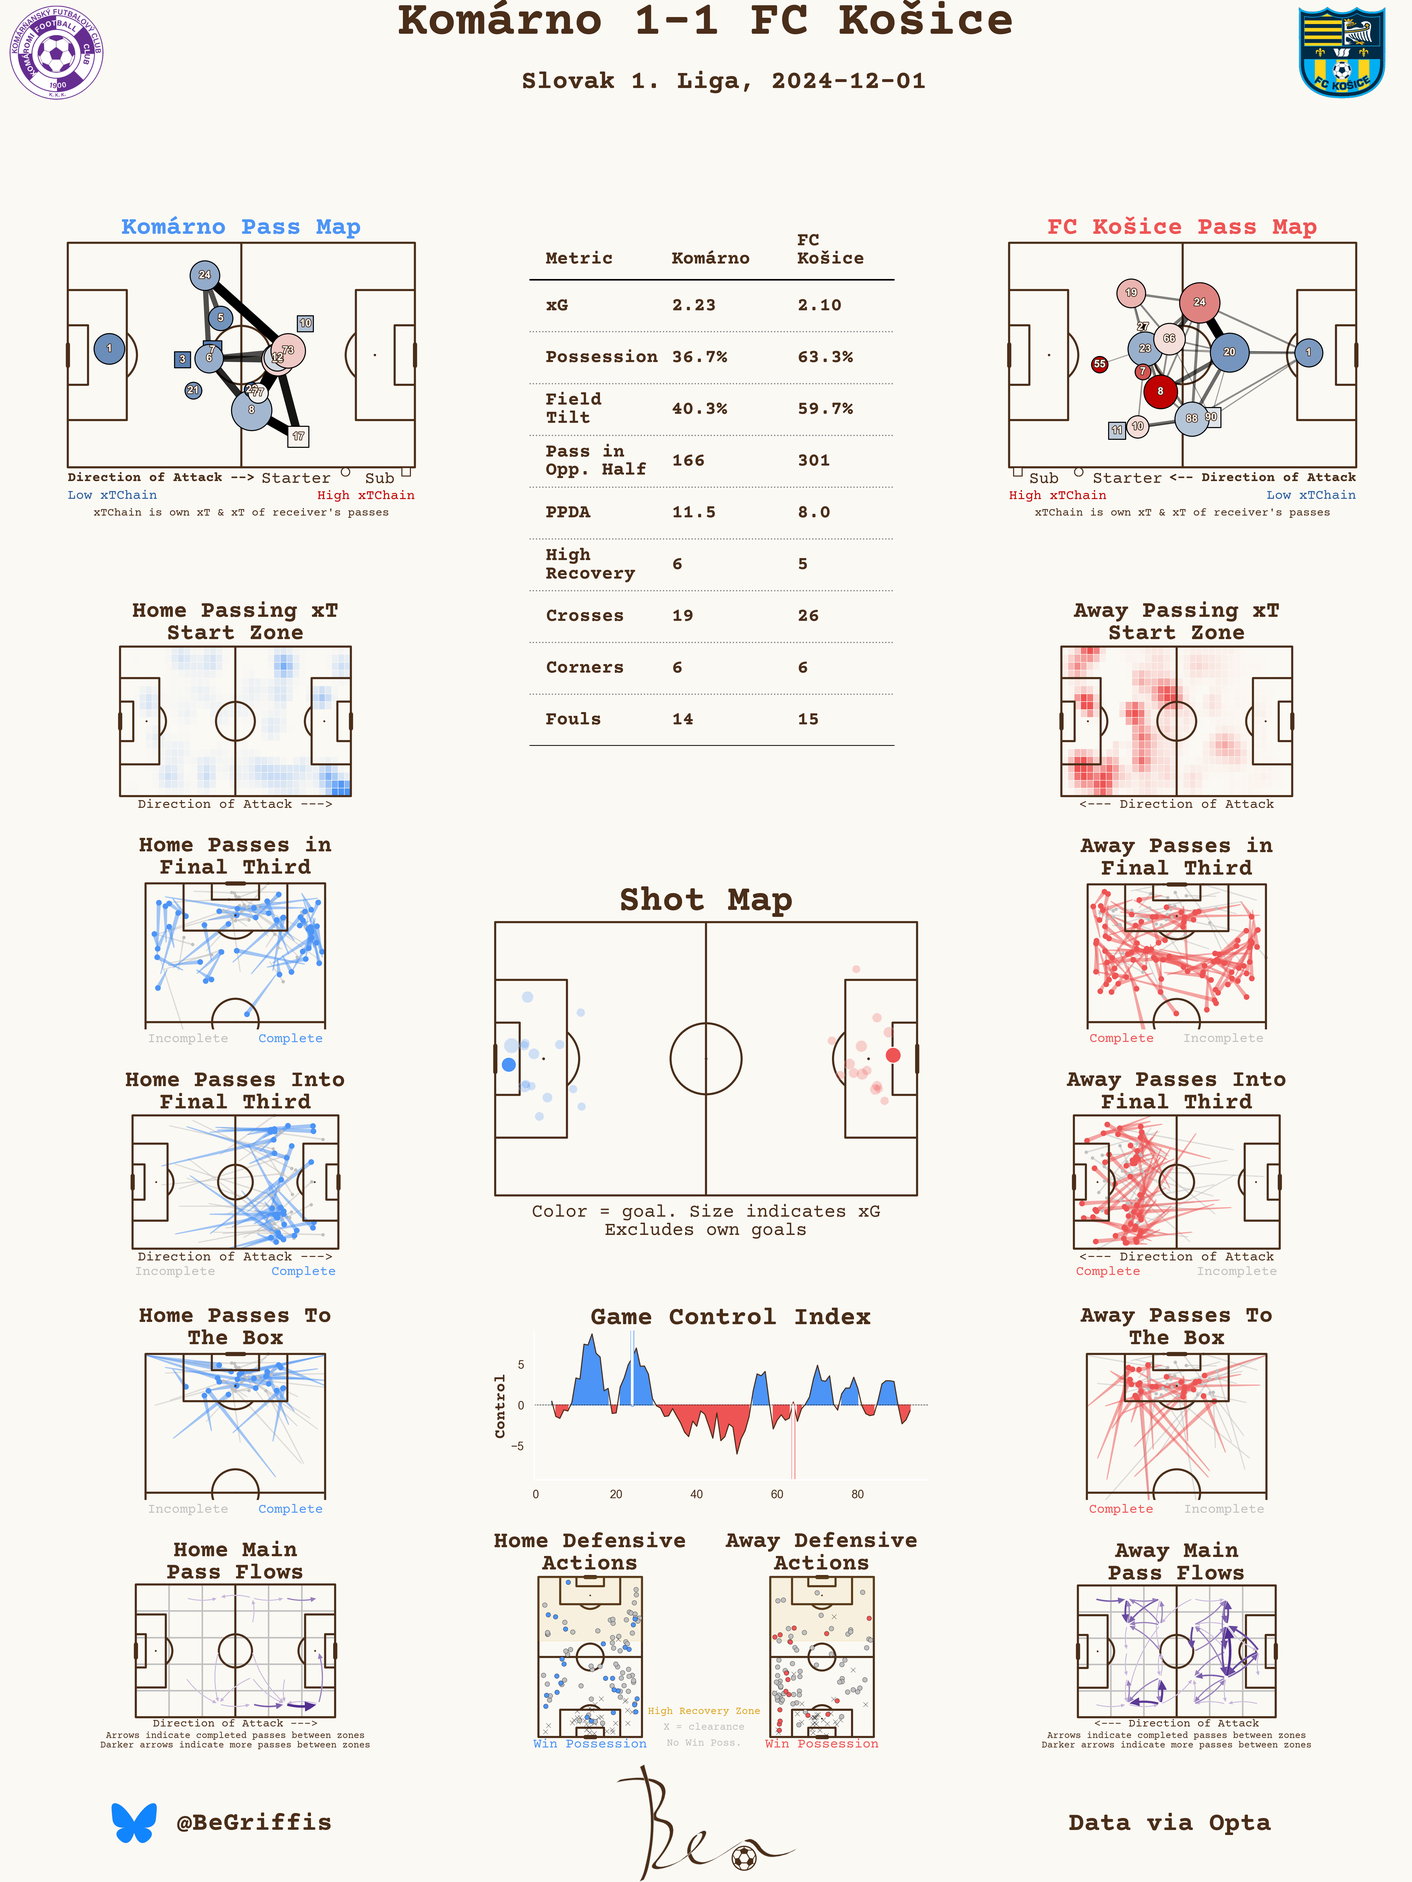 Komárno 1-1 FC Košice
Slovak 1. Liga, 2024-12-01
KOMÁRŇANSKÝ FUTBALOVÝ CLUB
KOMÁROMI FOOTBALL CLUB
1900
K.F.C.
FC KOŠICE
Komárno Pass Map
24
5
10
1
3
7
6
12
73
21
77
8
17
Direction of Attack --> Starter Sub
Low xTChain High xTChain
xTChain is own xT & xT of receiver's passes
Metric Komárno FC Košice
xG 2.23 2.10
Possession 36.7% 63.3%
Field Tilt 40.3% 59.7%
Pass in Opp. Half 166 301
PPDA 11.5 8.0
High Recovery 6 5
Crosses 19 26
Corners 6 6
Fouls 14 15
FC Košice Pass Map
19
24
27
66
23
20
1
55
7
8
88
90
11
10
Sub Starter <-- Direction of Attack
High xTChain Low xTChain
xTChain is own xT & xT of receiver's passes
Home Passing xT
Start Zone
Direction of Attack --->
Away Passing xT
Start Zone
<--- Direction of Attack
Home Passes in
Final Third
Incomplete Complete
Away Passes in
Final Third
Complete Incomplete
Shot Map
Color = goal. Size indicates xG
Excludes own goals
Home Passes Into
Final Third
Direction of Attack --->
Incomplete Complete
Away Passes Into
Final Third
<--- Direction of Attack
Complete Incomplete
Home Passes To
The Box
Incomplete Complete
Game Control Index
Control
5
0
−5
0 20 40 60 80
Away Passes To
The Box
Complete Incomplete
Home Main
Pass Flows
Direction of Attack --->
Arrows indicate completed passes between zones
Darker arrows indicate more passes between zones
Home Defensive
Actions
Win Possession
High Recovery Zone
X = clearance
No Win Poss.
Away Defensive
Actions
Win Possession
Away Main
Pass Flows
<--- Direction of Attack
Arrows indicate completed passes between zones
Darker arrows indicate more passes between zones
@BeGriffis
Ben
Data via Opta